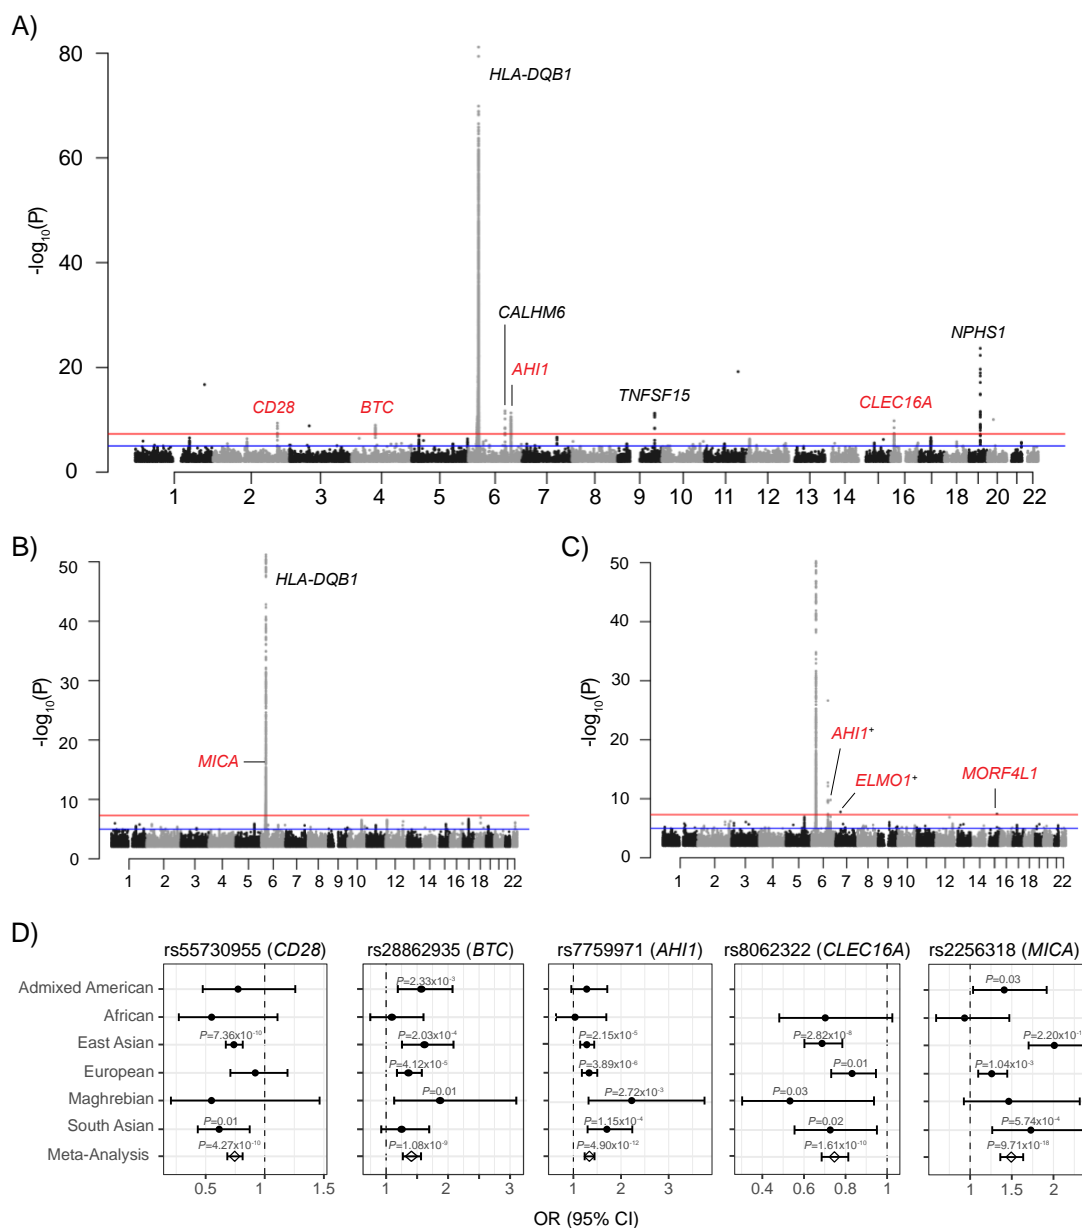 A)
80
60
40
20
0
-log10(P)
HLA-DQB1
CALHM6
AHI1
NPHS1
CD28
BTC
TNFSF15
CLEC16A
1 2 3 4 5 6 7 8 9 10 11 12 13 14 15 16 17 18 20 22
B)
50
40
30
20
10
0
-log10(P)
HLA-DQB1
MICA
1 2 3 4 5 6 7 8 9 10 12 14 16 18 22
C)
50
40
30
20
10
0
-log10(P)
AHI1+
ELMO1+
MORF4L1
1 2 3 4 5 6 7 8 9 10 12 14 16 18 22
D)
rs55730955 (CD28) rs28862935 (BTC) rs7759971 (AHI1) rs8062322 (CLEC16A) rs2256318 (MICA)
Admixed American P=2.33x10-3 P=0.03
African
East Asian P=7.36x10-10 P=2.03x10-4 P=2.15x10-5 P=2.82x10-8 P=2.20x10-1
European P=4.12x10-5 P=3.89x10-6 P=0.01 P=1.04x10-3
Maghrebian P=0.01 P=2.72x10-3 P=0.03
South Asian P=0.01 P=1.15x10-4 P=0.02 P=5.74x10-4
Meta-Analysis P=4.27x10-10 P=1.08x10-9 P=4.90x10-12 P=1.61x10-10 P=9.71x10-18
0.5 1 1.5 1 2 3 1 2 3 0.4 0.6 0.8 1 1 1.5 2
OR (95% CI)